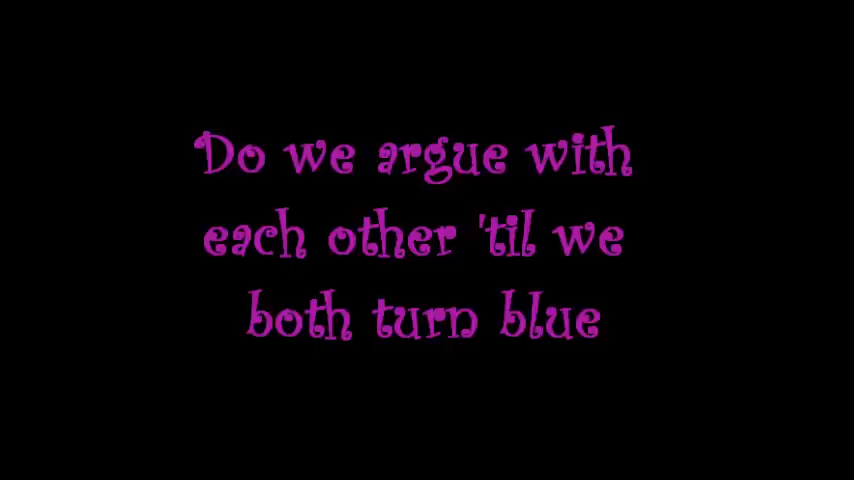 Do we argue with
each other 'til we
both turn blue